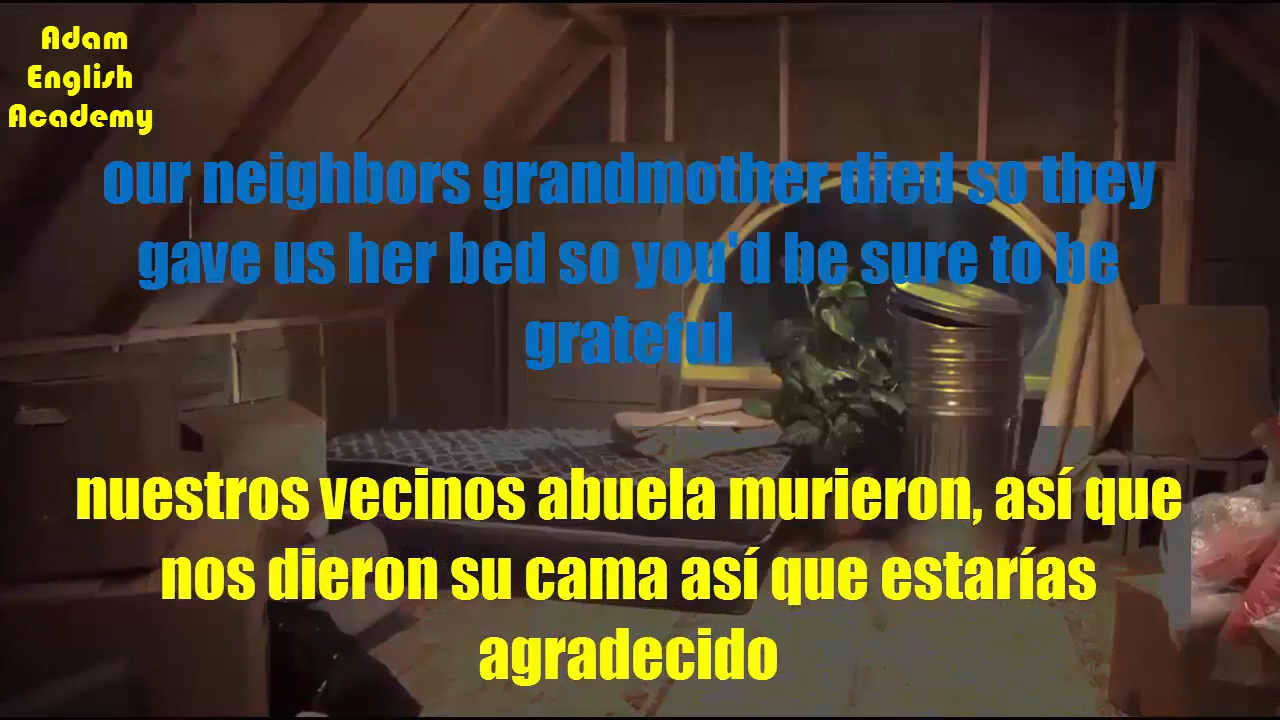 Adam
English
Academy
our neighbors grandmother died so they
gave us her bed so you'd be sure to be
grateful
nuestros vecinos abuela murieron, así que
nos dieron su cama así que estarías
agradecido